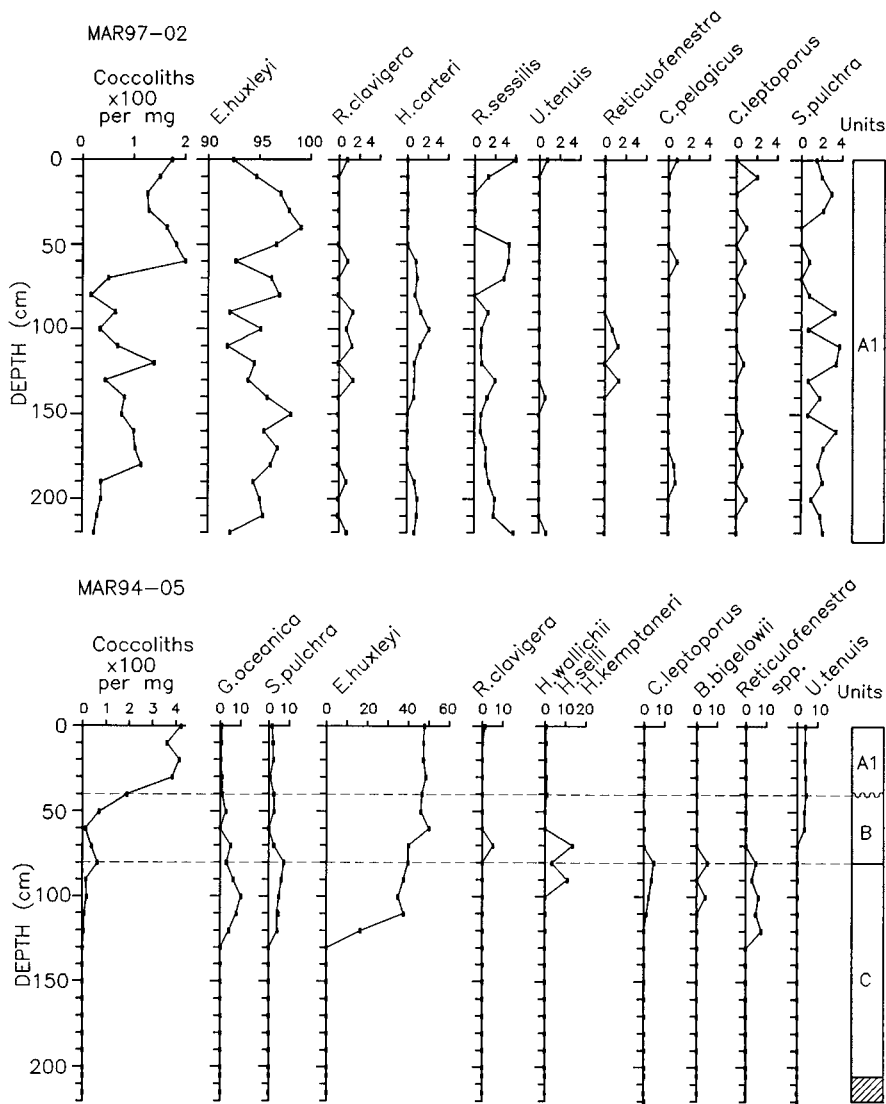 MAR97-02
Coccoliths
x100
per mg
E.huxleyi
R.clavigera
H.carteri
R.sessilis
U.tenuis
Reticulofenestra
C.pelagicus
C.leptoporus
S.pulchra
Units
0 1 2
90 95 100
0 2 4
0 2 4
0 2 4
0 2 4
0 2 4
0 2 4
0 2 4
0 2 4
DEPTH (cm)
0
50
100
150
200
A1
MAR94-05
Coccoliths
x100
per mg
G.oceanica
S.pulchra
E.huxleyi
R.clavigera
H.wallichii
H.selli
H.kemptaneri
C.leptoporus
B.bigelowii
Reticulofenestra
spp.
U.tenuis
Units
0 1 2 3 4
0 10
0 10
0 20 40 60
0 10
0 10 20
0 10
0 10
0 10
0 10
DEPTH (cm)
0
50
100
150
200
A1
B
C